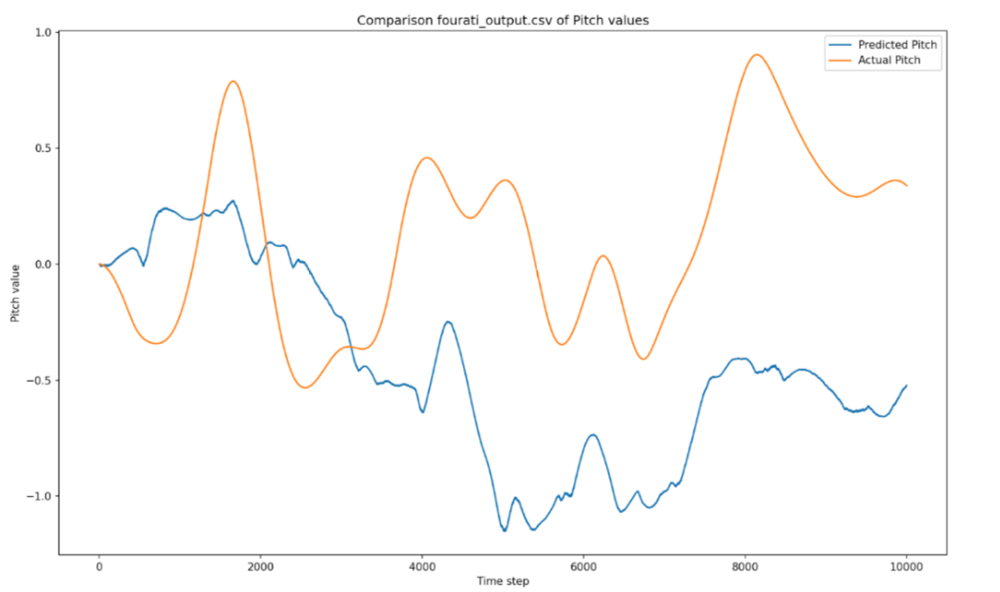 Comparison fourati_output.csv of Pitch values
Predicted Pitch
Actual Pitch
Pitch value
1.0
0.5
0.0
−0.5
−1.0
0 2000 4000 6000 8000 10000
Time step